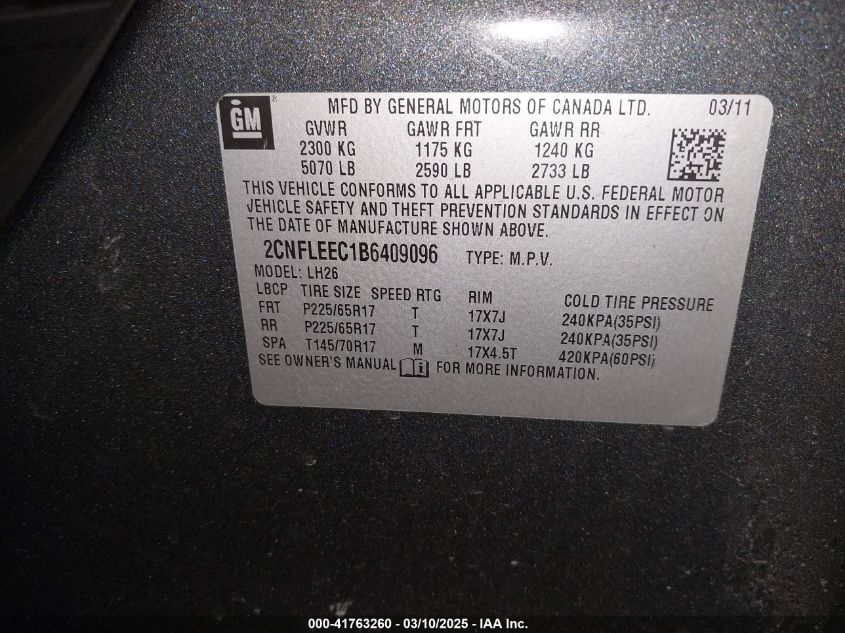 GM MFD BY GENERAL MOTORS OF CANADA LTD. 03/11
GVWR GAWR FRT GAWR RR
2300 KG 1175 KG 1240 KG
5070 LB 2590 LB 2733 LB
THIS VEHICLE CONFORMS TO ALL APPLICABLE U.S. FEDERAL MOTOR
VEHICLE SAFETY AND THEFT PREVENTION STANDARDS IN EFFECT ON
THE DATE OF MANUFACTURE SHOWN ABOVE.
2CNFLEEC1B6409096 TYPE: M.P.V.
MODEL: LH26
LBCP TIRE SIZE SPEED RTG RIM COLD TIRE PRESSURE
FRT P225/65R17 T 17X7J 240KPA(35PSI)
RR P225/65R17 T 17X7J 240KPA(35PSI)
SPA T145/70R17 M 17X4.5T 420KPA(60PSI)
SEE OWNER'S MANUAL FOR MORE INFORMATION.
000-41763260 - 03/10/2025 - IAA Inc.